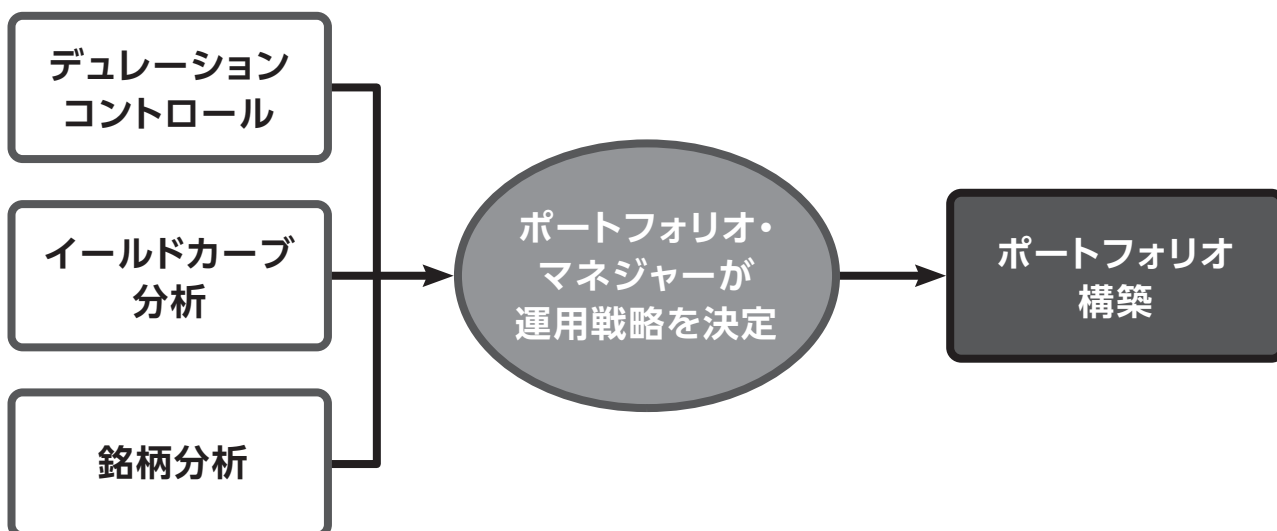 デュレーション
コントロール
イールドカーブ
分析
銘柄分析
ポートフォリオ・
マネジャーが
運用戦略を決定
ポートフォリオ
構築